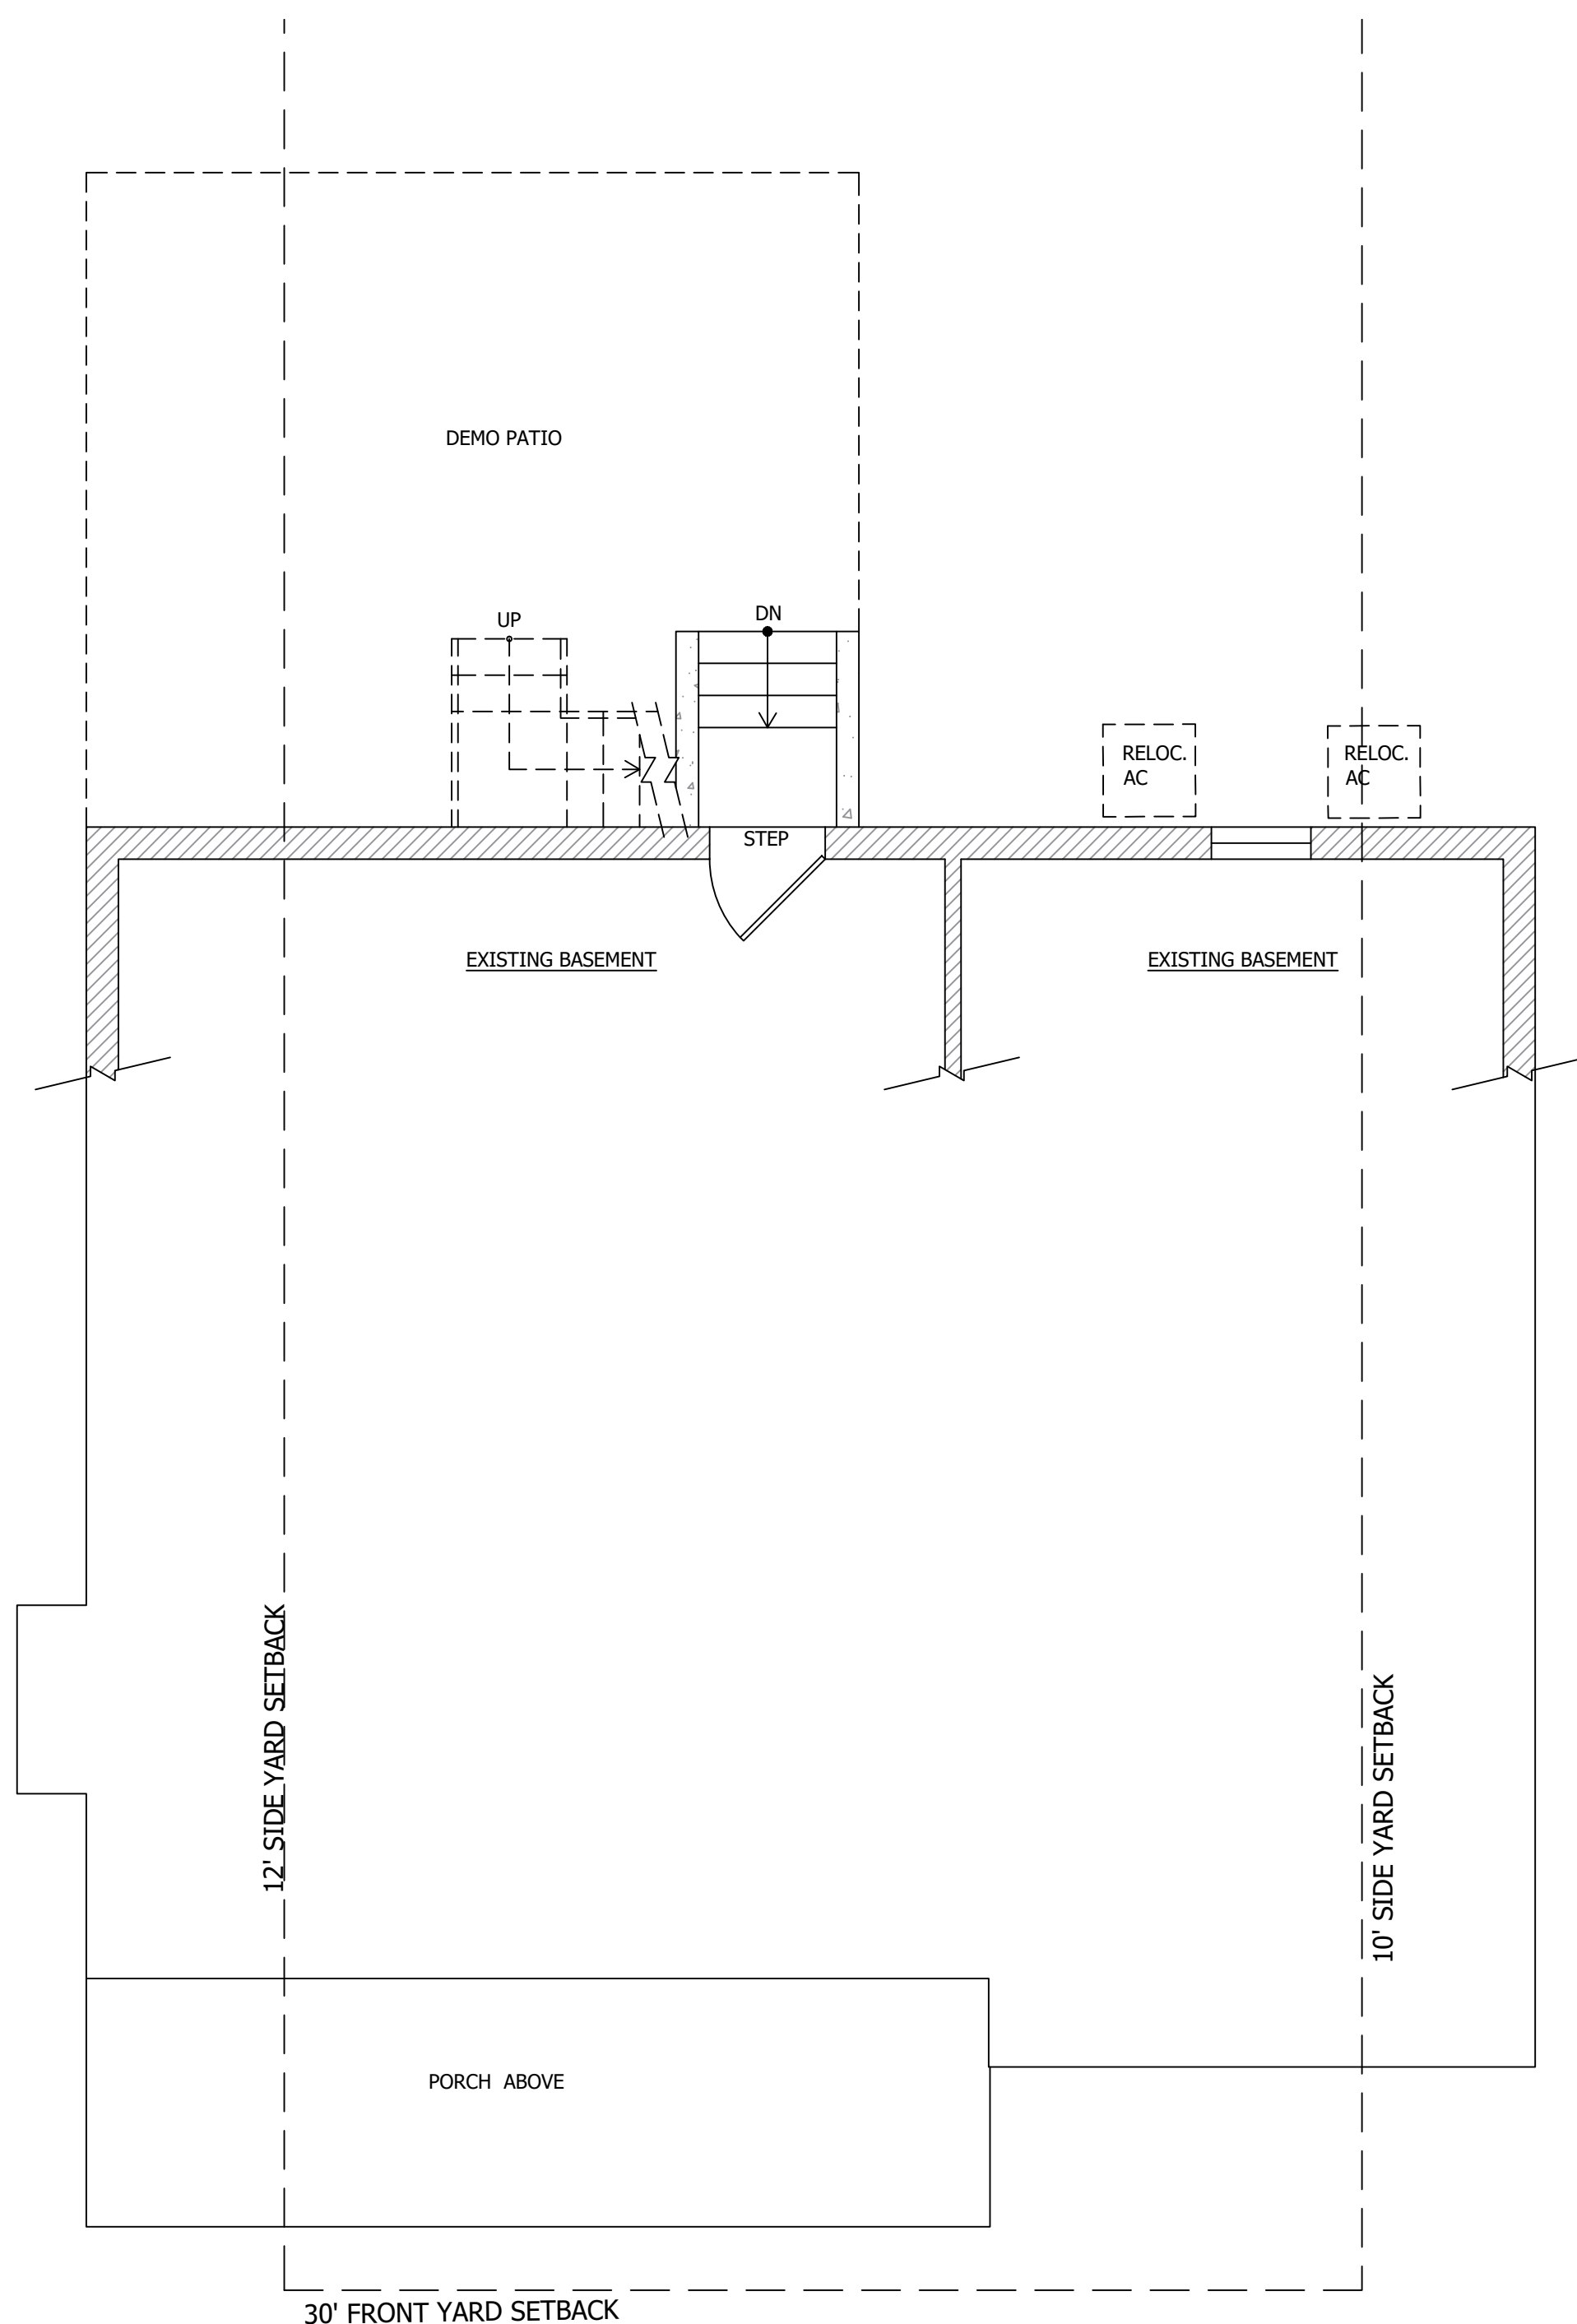 DEMO PATIO
UP
DN
RELOC.
AC
RELOC.
AC
STEP
EXISTING BASEMENT
EXISTING BASEMENT
12' SIDE YARD SETBACK
10' SIDE YARD SETBACK
PORCH ABOVE
30' FRONT YARD SETBACK